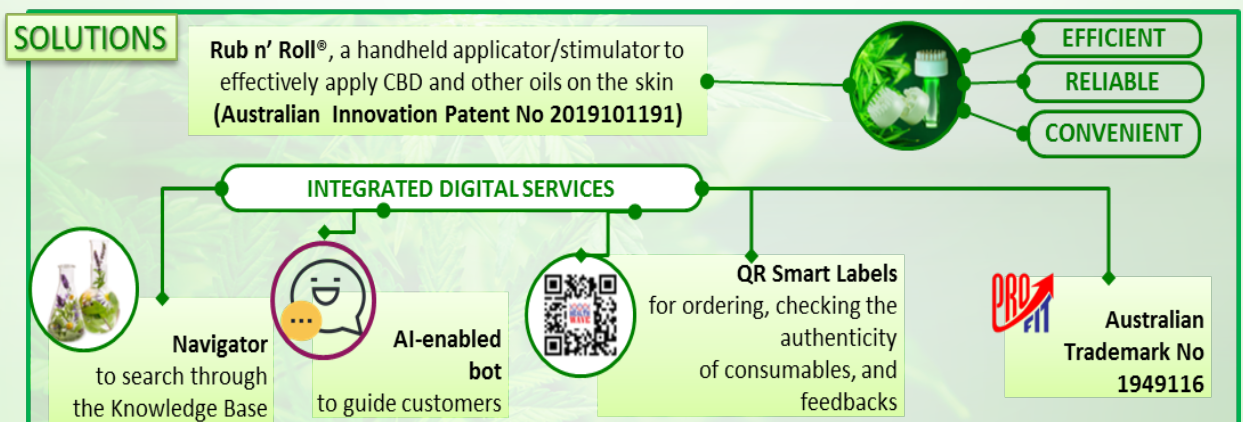 SOLUTIONS
Rub n' Roll®, a handheld applicator/stimulator to
effectively apply CBD and other oils on the skin
(Australian Innovation Patent No 2019101191)
EFFICIENT
RELIABLE
CONVENIENT
INTEGRATED DIGITAL SERVICES
Navigator
to search through
the Knowledge Base
AI-enabled
bot
to guide customers
QR Smart Labels
for ordering, checking the
authenticity
of consumables, and
feedbacks
PRO
FIT
Australian
Trademark No
1949116